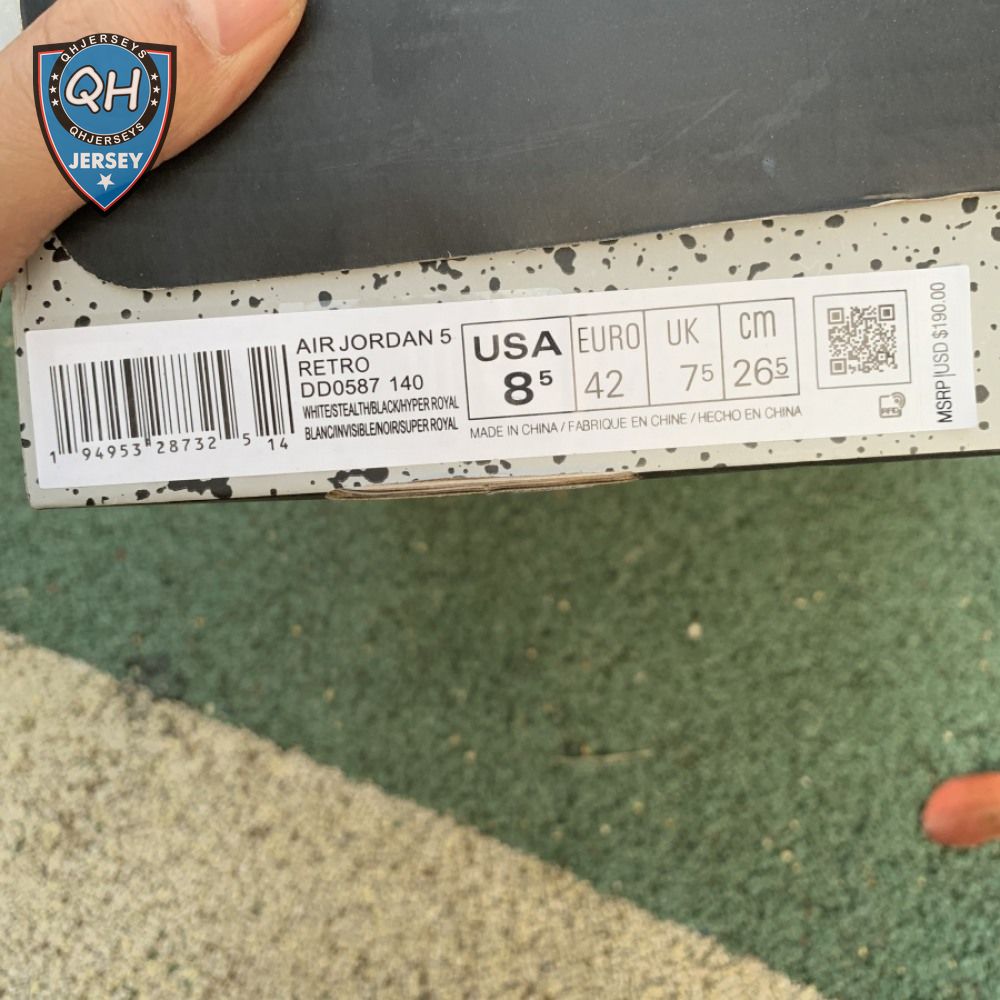 QHJERSEYS
QH
QHJERSEYS
JERSEY
AIR JORDAN 5
RETRO
DD0587 140
WHITE/STEALTH/BLACK/HYPER ROYAL
BLANC/INVISIBLE/NOIR/SUPER ROYAL
1 94953 28732 5 14
USA
8⁵
EURO
42
UK
7⁵
cm
26⁵
MADE IN CHINA / FABRIQUE EN CHINE / HECHO EN CHINA
RFID
MSRP|USD $190.00